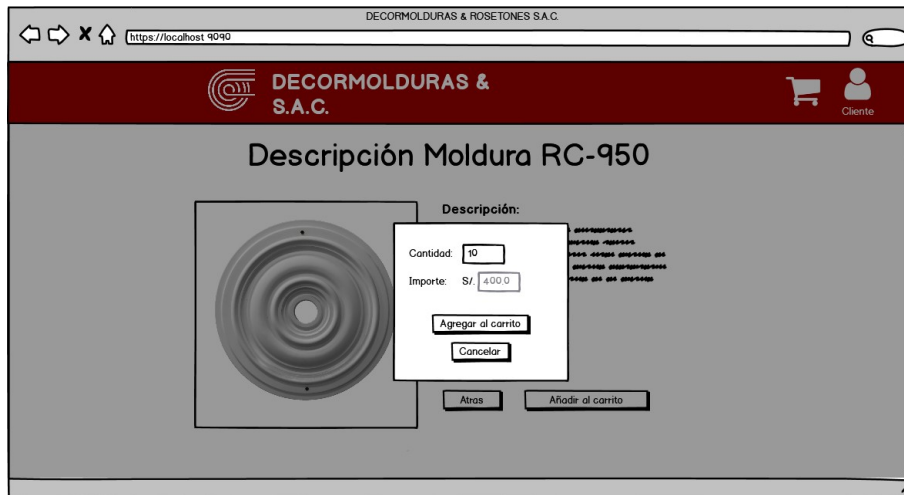 DECORMOLDURAS & ROSETONES S.A.C.
https://localhost 9090
DECORMOLDURAS &
S.A.C.
Cliente
Descripción Moldura RC-950
Descripción:
Cantidad: 10
Importe: S/. 400.0
Agregar al carrito
Cancelar
Atras
Añadir al carrito